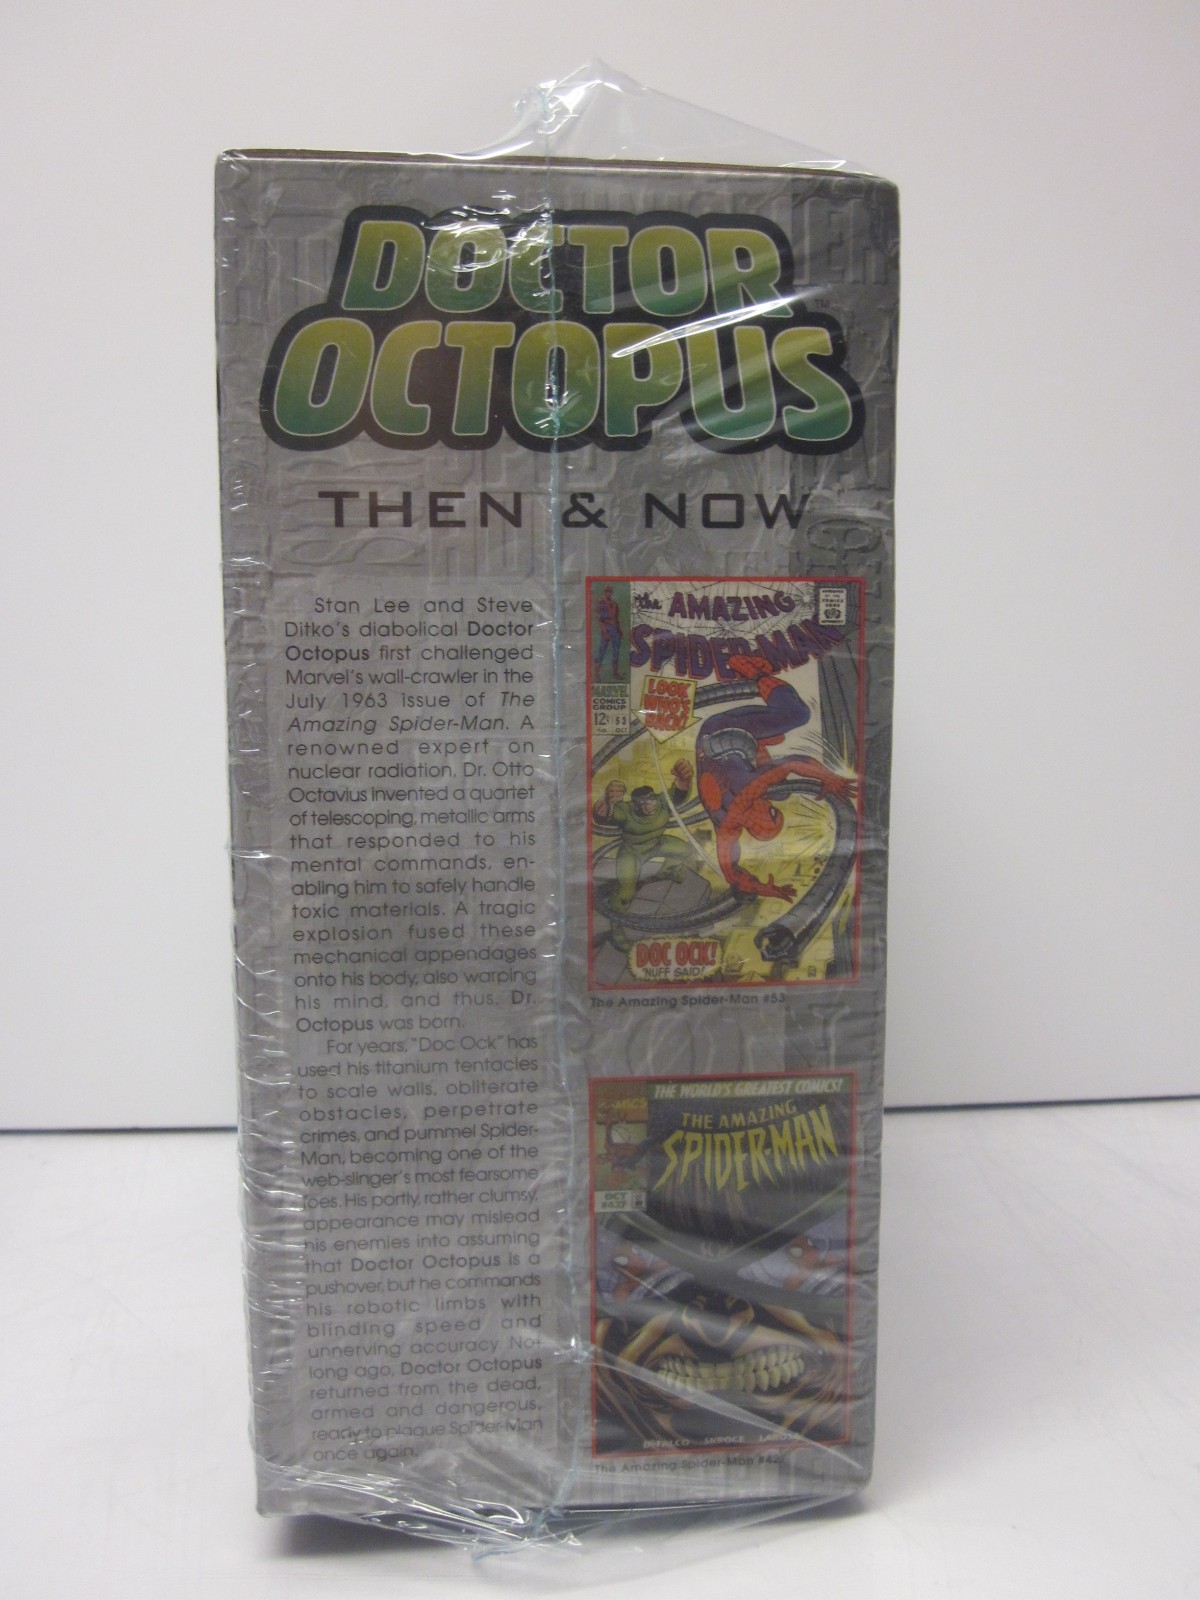 DOCTOR
OCTOPUS
TM
THEN & NOW
Stan Lee and Steve
Ditko's diabolical Doctor
Octopus first challenged
Marvel's wall-crawler in the
July 1963 issue of The
Amazing Spider-Man. A
renowned expert on
nuclear radiation, Dr. Otto
Octavius invented a quartet
of telescoping, metallic arms
that responded to his
mental commands, en-
abling him to safely handle
toxic materials. A tragic
explosion fused these
mechanical appendages
onto his body, also warping
his mind, and thus, Dr.
Octopus was born.
For years, "Doc Ock" has
used his titanium tentacles
to scale walls, obliterate
obstacles, perpetrate
crimes, and pummel Spider-
Man, becoming one of the
web-slinger's most fearsome
foes. His portly, rather clumsy,
appearance may mislead
his enemies into assuming
that Doctor Octopus is a
pushover, but he commands
his robotic limbs with
blinding speed and
unnerving accuracy. Not
long ago, Doctor Octopus
returned from the dead,
armed and dangerous,
ready to plague Spider-Man
once again.
the AMAZING
SPIDER-MAN
MARVEL
COMICS
GROUP
12¢ 53
OCT
LOOK
WHO'S
BACK!
DOC OCK!
'NUFF SAID!
The Amazing Spider-Man #53
THE WORLD'S GREATEST COMICS!
COMICS
THE AMAZING
SPIDER-MAN
OCT
#427
DEFALCO SKROCE LAROSA
The Amazing Spider-Man #427